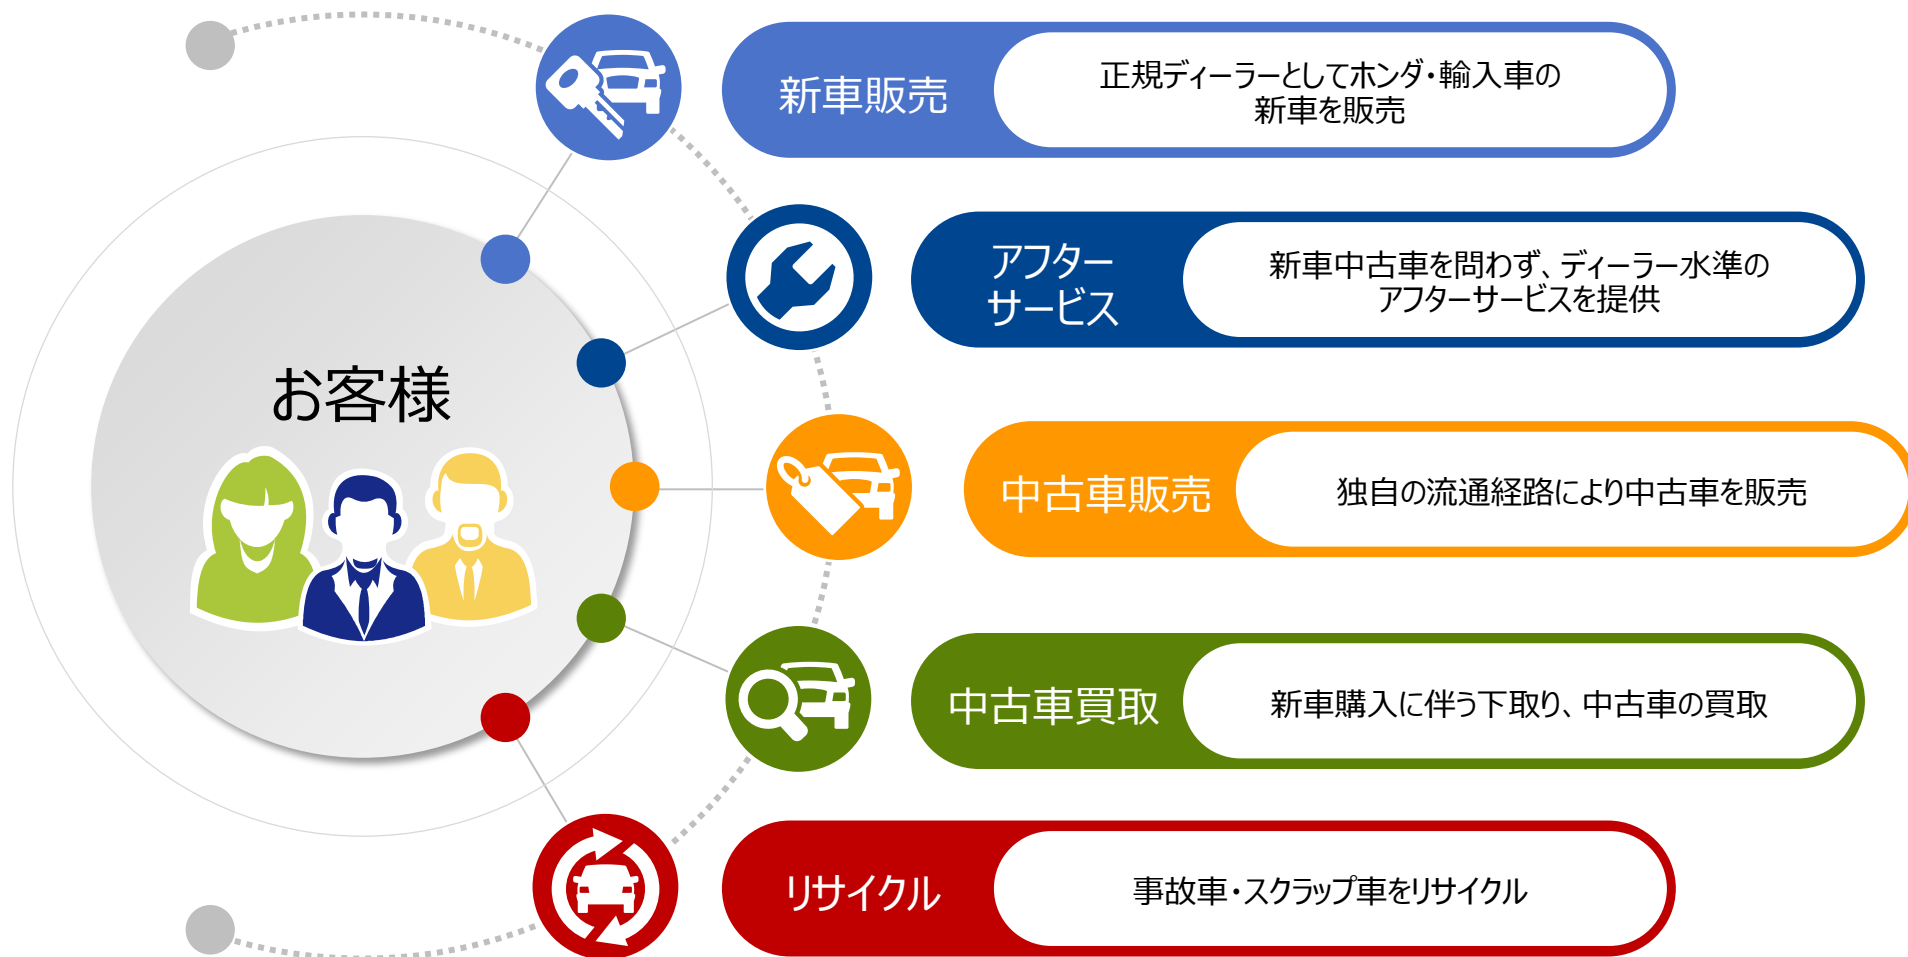 お客様
新車販売
正規ディーラーとしてホンダ・輸入車の
新車を販売
アフター
サービス
新車中古車を問わず、ディーラー水準の
アフターサービスを提供
中古車販売
独自の流通経路により中古車を販売
中古車買取
新車購入に伴う下取り、中古車の買取
リサイクル
事故車・スクラップ車をリサイクル